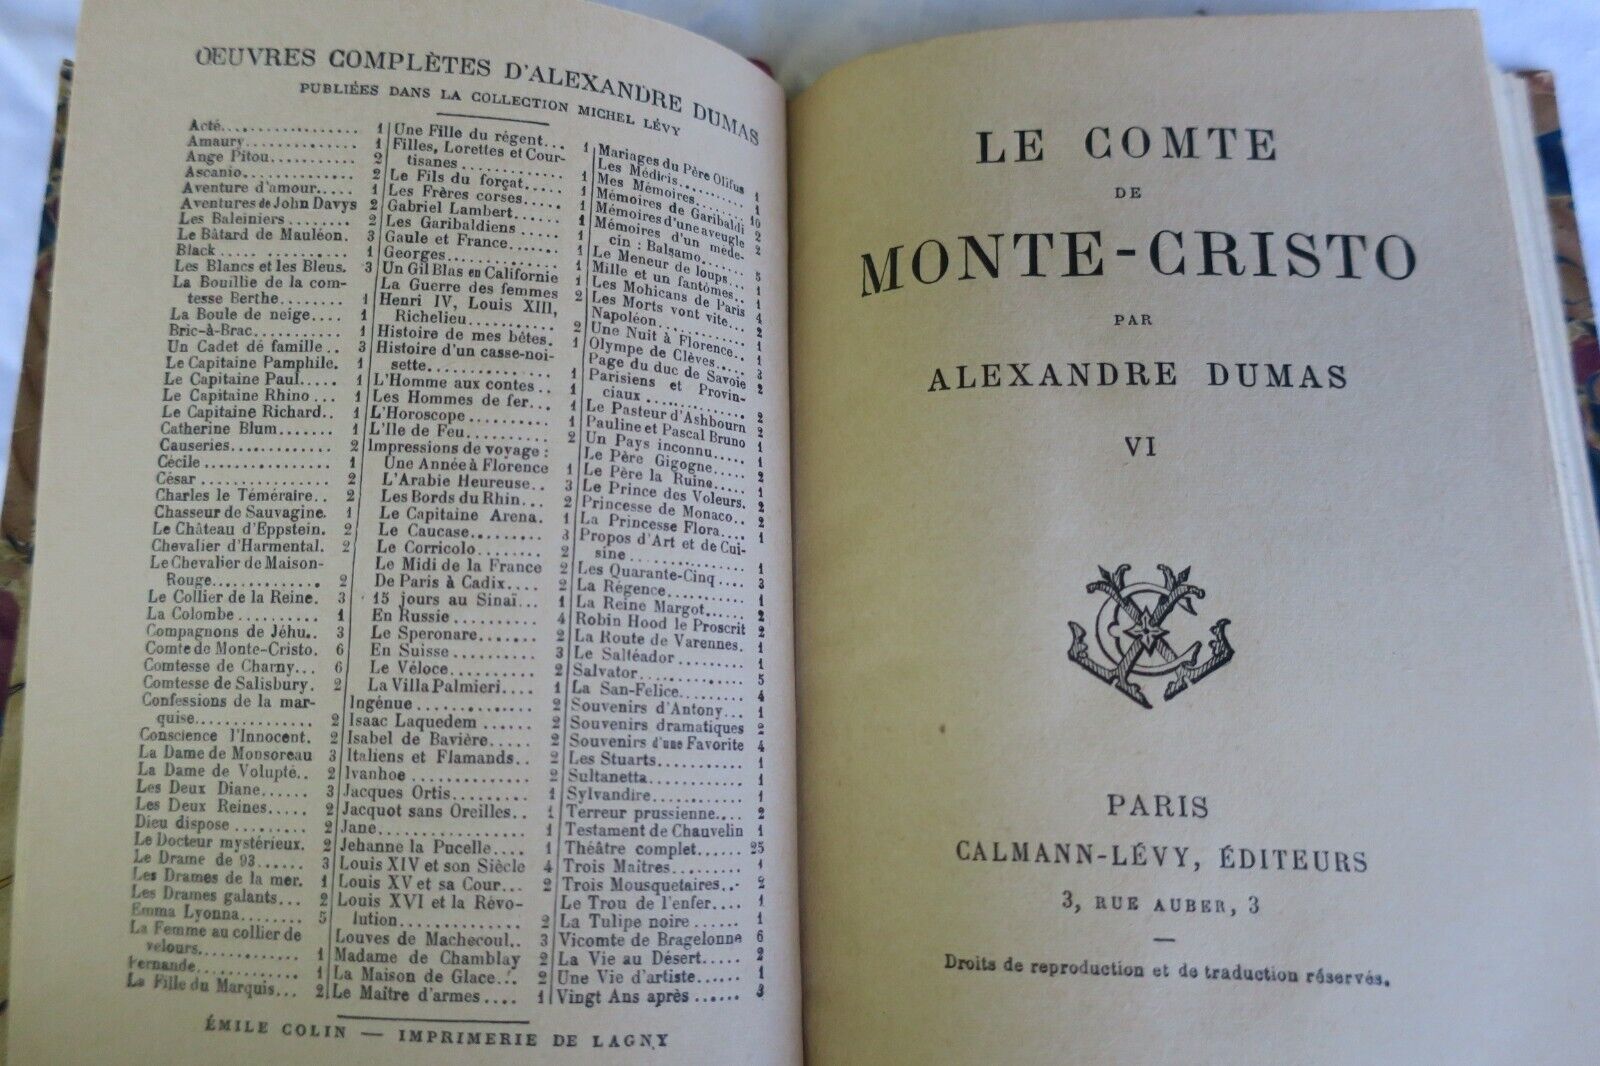 OEUVRES COMPLÈTES D'ALEXANDRE DUMAS
PUBLIÉES DANS LA COLLECTION MICHEL LÉVY
Acté................. 1
Amaury.............. 1
Ange Pitou........... 2
Ascanio.............. 2
Aventure d'amour..... 1
Aventures de John Davys 2
Les Baleiniers ........ 2
Le Bâtard de Mauléon. 3
Black ..... ........... 1
Les Blancs et les Bleus. 3
La Bouillie de la com-
tesse Berthe........ 1
La Boule de neige.... 1
Bric-à-Brac........... 1
Un Cadet dé famille .. 3
Le Capitaine Pamphile. 1
Le Capitaine Paul..... 1
Le Capitaine Rhino ... 1
Le Capitaine Richard.. 1
Catherine Blum....... 1
Causeries............ 2
Cécile ............... 1
César ............... 2
Charles le Téméraire.. 2
Chasseur de Sauvagine. 1
Le Château d'Eppstein. 2
Chevalier d'Harmental. 2
Le Chevalier de Maison-
Rouge............. 2
Le Collier de la Reine. 3
La Colombe .......... 1
Compagnons de Jéhu.. 3
Comte de Monte-Cristo. 6
Comtesse de Charny... 6
Comtesse de Salisbury. 2
Confessions de la mar-
quise.............. 2
Conscience l'Innocent. 2
La Dame de Monsoreau 3
La Dame de Volupté.. 2
Les Deux Diane...... 3
Les Deux Reines..... 2
Dieu dispose ......... 2
Le Docteur mystérieux. 2
Le Drame de 93...... 3
Les Drames de la mer. 1
Les Drames galants... 2
Emma Lyonna........ 5
La Femme au collier de
velours............ 1
Fernande............ 1
La Fille du Marquis... 2
Une Fille du régent... 1
Filles, Lorettes et Cour-
tisanes ............ 1
Le Fils du forçat..... 1
Les Frères corses..... 1
Gabriel Lambert...... 1
Les Garibaldiens ..... 1
Gaule et France....... 1
Georges............. 1
Un Gil Blas en Californie 1
La Guerre des femmes 2
Henri IV, Louis XIII,
Richelieu........... 2
Histoire de mes bêtes. 1
Histoire d'un casse-noi-
sette............... 1
L'Homme aux contes .. 1
Les Hommes de fer... 1
L'Horoscope ......... 1
L'Ile de Feu.......... 2
Impressions de voyage :
Une Année à Florence 1
L'Arabie Heureuse.. 3
Les Bords du Rhin... 2
Le Capitaine Arena. 1
Le Caucase......... 3
Le Corricolo ........ 2
Le Midi de la France 2
De Paris à Cadix.... 2
15 jours au Sinaï... 1
En Russie .......... 4
Le Speronare....... 2
En Suisse .......... 3
Le Véloce.......... 2
La Villa Palmieri.... 1
Ingénue ............. 2
Isaac Laquedem ...... 2
Isabel de Bavière..... 2
Italiens et Flamands.. 2
Ivanhoe ............. 2
Jacques Ortis......... 1
Jacquot sans Oreilles.. 1
Jane................. 1
Jehanne la Pucelle.... 1
Louis XIV et son Siècle 4
Louis XV et sa Cour... 2
Louis XVI et la Révo-
lution.............. 2
Louves de Machecoul.. 3
Madame de Chamblay 2
La Maison de Glace... 2
Le Maître d'armes .... 1
Mariages du Père Olifus 1
Les Médicis.......... 1
Mes Mémoires........ 10
Mémoires de Garibaldi 2
Mémoires d'une aveugle 2
Mémoires d'un méde-
cin : Balsamo....... 5
Le Meneur de loups... 1
Mille et un fantômes.. 1
Les Mohicans de Paris 4
Les Morts vont vite... 2
Napoléon............ 1
Une Nuit à Florence.. 1
Olympe de Clèves..... 3
Page du duc de Savoie 2
Parisiens et Provin-
ciaux .............. 2
Le Pasteur d'Ashbourn 2
Pauline et Pascal Bruno 1
Un Pays inconnu..... 1
Le Père Gigogne..... 2
Le Père la Ruine..... 1
Le Prince des Voleurs. 2
Princesse de Monaco.. 2
La Princesse Flora.... 1
Propos d'Art et de Cui-
sine ............... 1
Les Quarante-Cinq .... 3
La Régence.......... 1
La Reine Margot...... 2
Robin Hood le Proscrit 2
La Route de Varennes. 1
Le Saltéador ......... 1
Salvator............. 5
La San-Felice......... 4
Souvenirs d'Antony... 1
Souvenirs dramatiques 2
Souvenirs d'une Favorite 4
Les Stuarts........... 1
Sultanetta............ 1
Sylvandire........... 1
Terreur prussienne.... 2
Testament de Chauvelin 1
Théâtre complet...... 25
Trois Maîtres......... 1
Trois Mousquetaires... 2
Le Trou de l'enfer.... 1
La Tulipe noire ...... 1
Vicomte de Bragelonne 6
La Vie au Désert..... 2
Une Vie d'artiste..... 1
Vingt Ans après ...... 3
ÉMILE COLIN — IMPRIMERIE DE LAGNY
LE COMTE
DE
MONTE-CRISTO
PAR
ALEXANDRE DUMAS
VI
PARIS
CALMANN-LÉVY, ÉDITEURS
3, RUE AUBER, 3
—
Droits de reproduction et de traduction réservés.